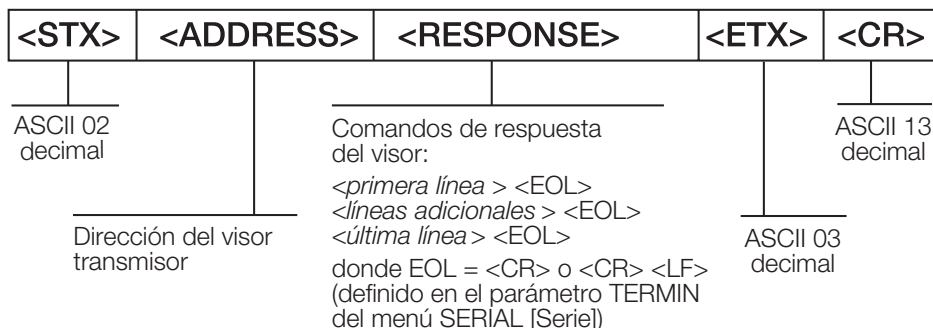 <STX> <ADDRESS> <RESPONSE> <ETX> <CR>
ASCII 02
decimal
Dirección del visor
transmisor
Comandos de respuesta
del visor:
<primera línea > <EOL>
<líneas adicionales > <EOL>
<última línea > <EOL>
donde EOL = <CR> o <CR> <LF>
(definido en el parámetro TERMIN
del menú SERIAL [Serie])
ASCII 03
decimal
ASCII 13
decimal